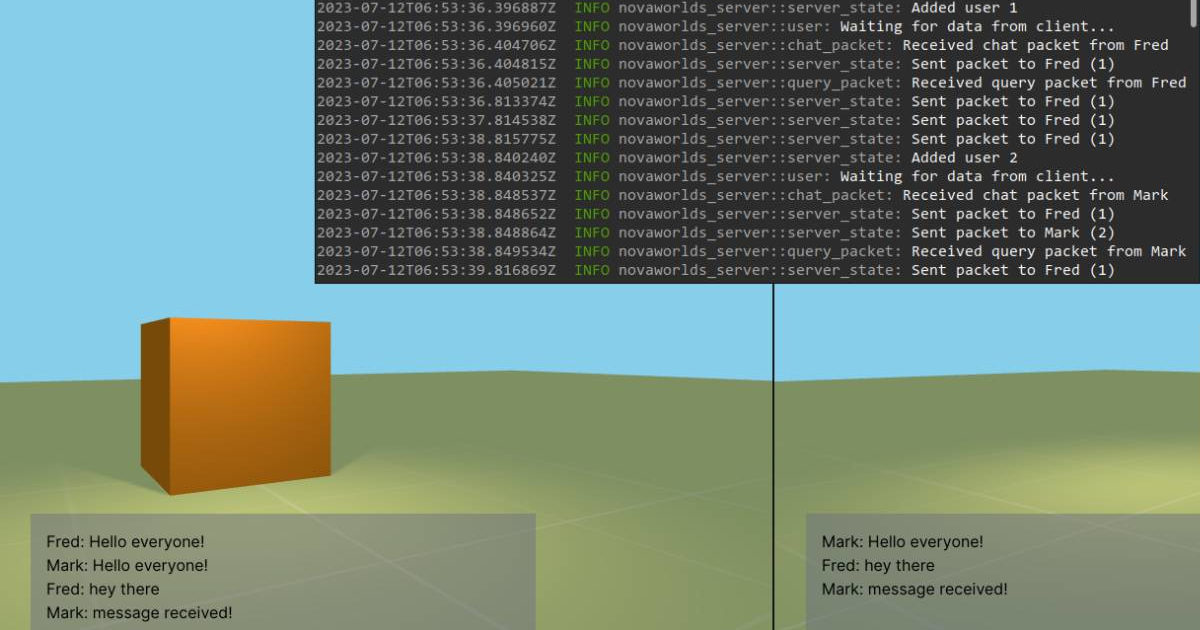 2023-07-12T06:53:36.396887Z INFO novaworlds_server::server_state: Added user 1
2023-07-12T06:53:36.396960Z INFO novaworlds_server::user: Waiting for data from client...
2023-07-12T06:53:36.404706Z INFO novaworlds_server::chat_packet: Received chat packet from Fred
2023-07-12T06:53:36.404815Z INFO novaworlds_server::server_state: Sent packet to Fred (1)
2023-07-12T06:53:36.405021Z INFO novaworlds_server::query_packet: Received query packet from Fred
2023-07-12T06:53:36.813374Z INFO novaworlds_server::server_state: Sent packet to Fred (1)
2023-07-12T06:53:37.814538Z INFO novaworlds_server::server_state: Sent packet to Fred (1)
2023-07-12T06:53:38.815775Z INFO novaworlds_server::server_state: Sent packet to Fred (1)
2023-07-12T06:53:38.840240Z INFO novaworlds_server::server_state: Added user 2
2023-07-12T06:53:38.840325Z INFO novaworlds_server::user: Waiting for data from client...
2023-07-12T06:53:38.848537Z INFO novaworlds_server::chat_packet: Received chat packet from Mark
2023-07-12T06:53:38.848652Z INFO novaworlds_server::server_state: Sent packet to Fred (1)
2023-07-12T06:53:38.848864Z INFO novaworlds_server::server_state: Sent packet to Mark (2)
2023-07-12T06:53:38.849534Z INFO novaworlds_server::query_packet: Received query packet from Mark
2023-07-12T06:53:39.816869Z INFO novaworlds_server::server_state: Sent packet to Fred (1)
Fred: Hello everyone!
Mark: Hello everyone!
Fred: hey there
Mark: message received!
Mark: Hello everyone!
Fred: hey there
Mark: message received!